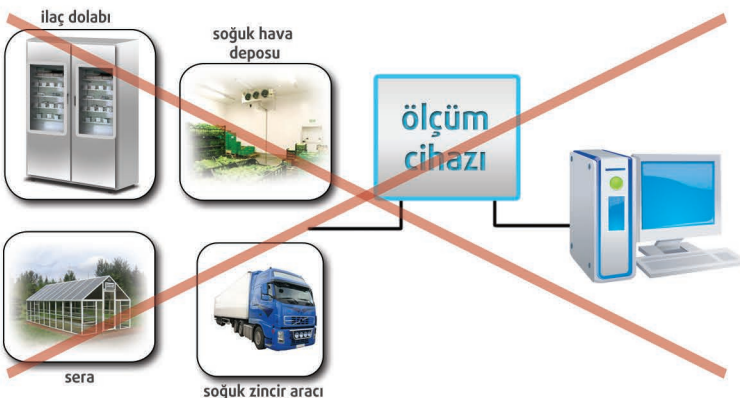 ilaç dolabı
soğuk hava
deposu
ölçüm
cihazı
sera
soğuk zincir aracı